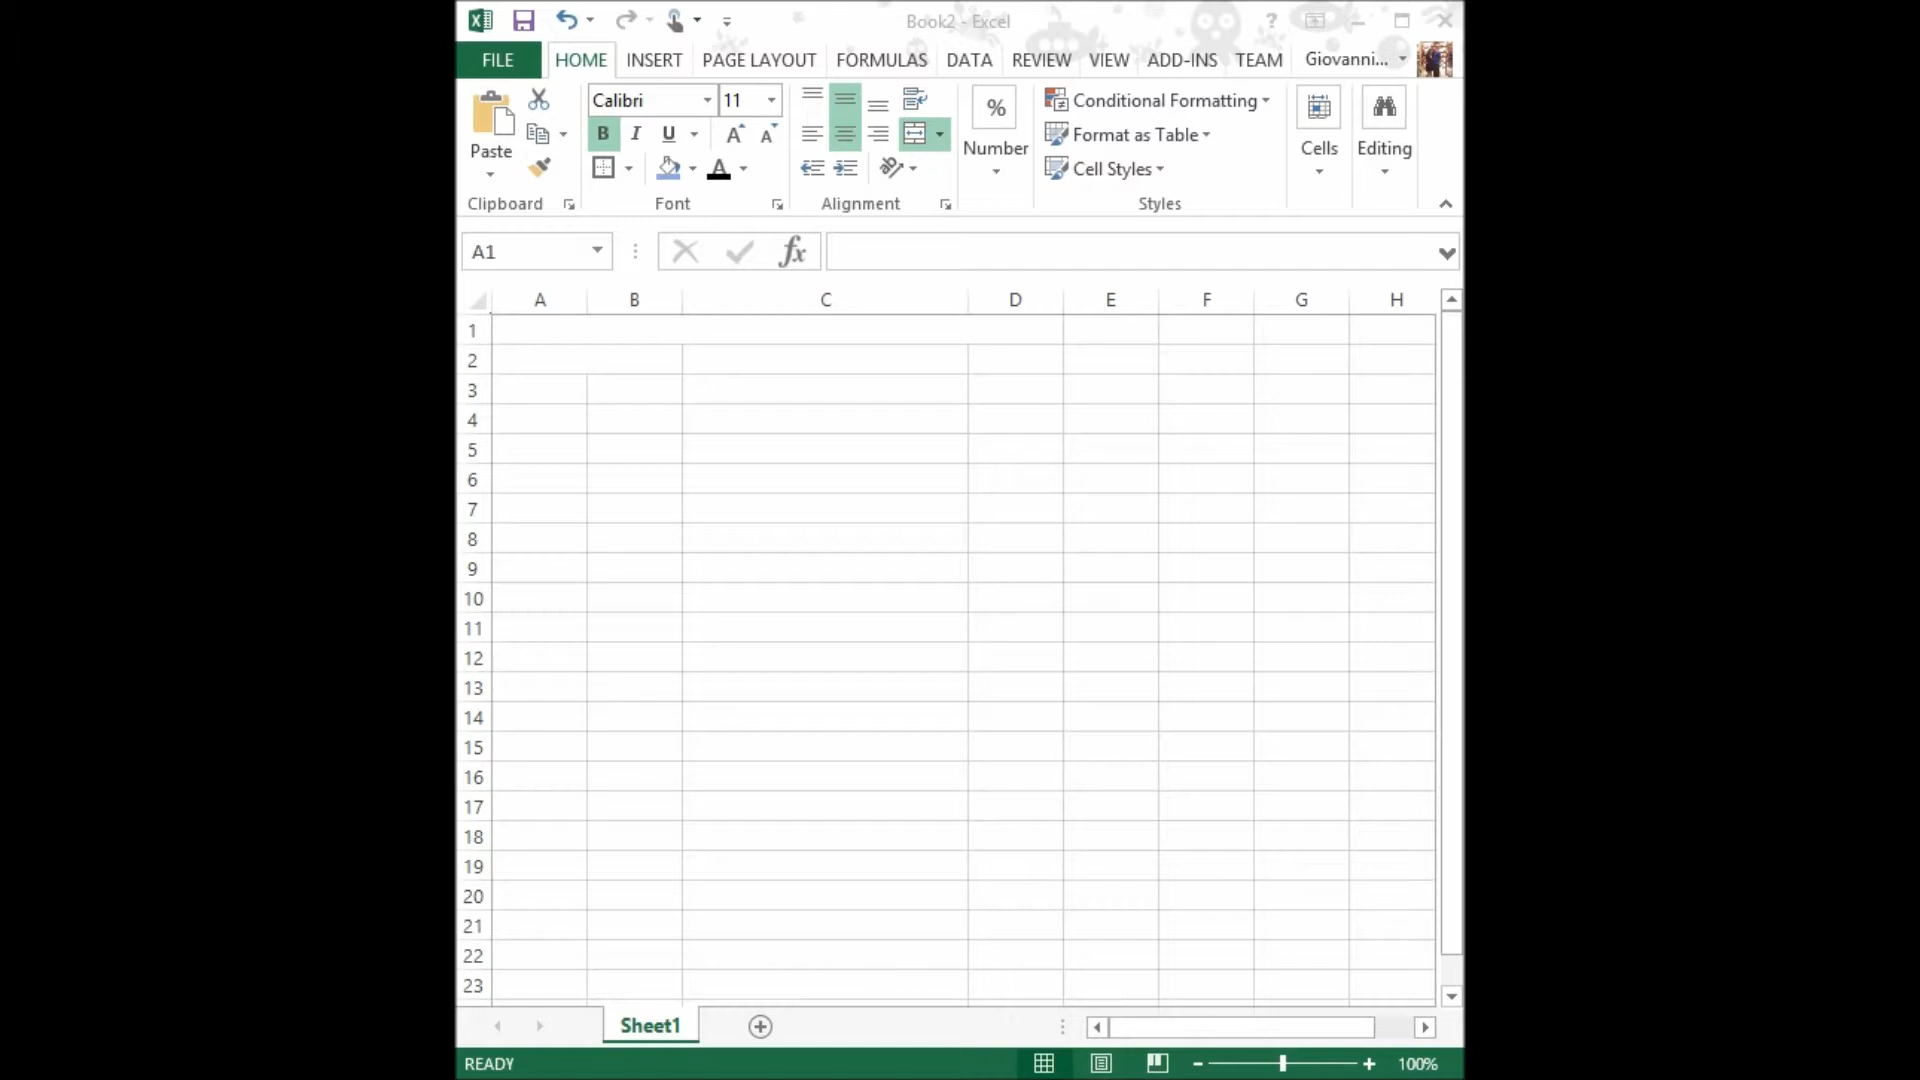 Book2 - Excel
?
FILE HOME INSERT PAGE LAYOUT FORMULAS DATA REVIEW VIEW ADD-INS TEAM Giovanni...
Paste
Clipboard
Calibri 11
B I U A A
A
Font
Alignment
%
Number
Conditional Formatting
Format as Table
Cell Styles
Styles
Cells
Editing
A1 fx
A B C D E F G H
1
2
3
4
5
6
7
8
9
10
11
12
13
14
15
16
17
18
19
20
21
22
23
Sheet1
READY 100%